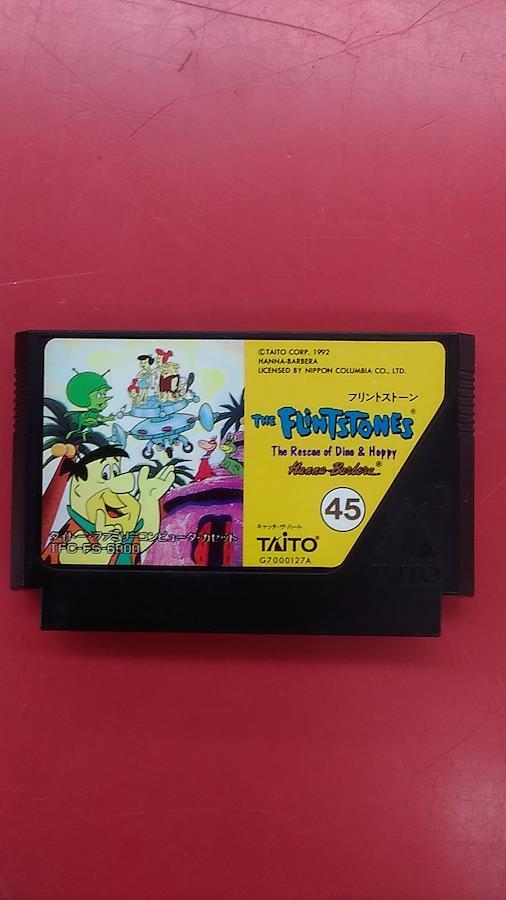 ©TAITO CORP. 1992
HANNA-BARBERA
LICENSED BY NIPPON COLUMBIA CO., LTD.
フリントストーン
THE FLINTSTONES®
The Rescue of Dino & Hoppy
Hanna-Barbera®
45
キャッチ・ザ・ハート
TAITO®
G7000127A
タイトー・ファミリーコンピュータ・カセット
TFC-FS-6800
TAITO